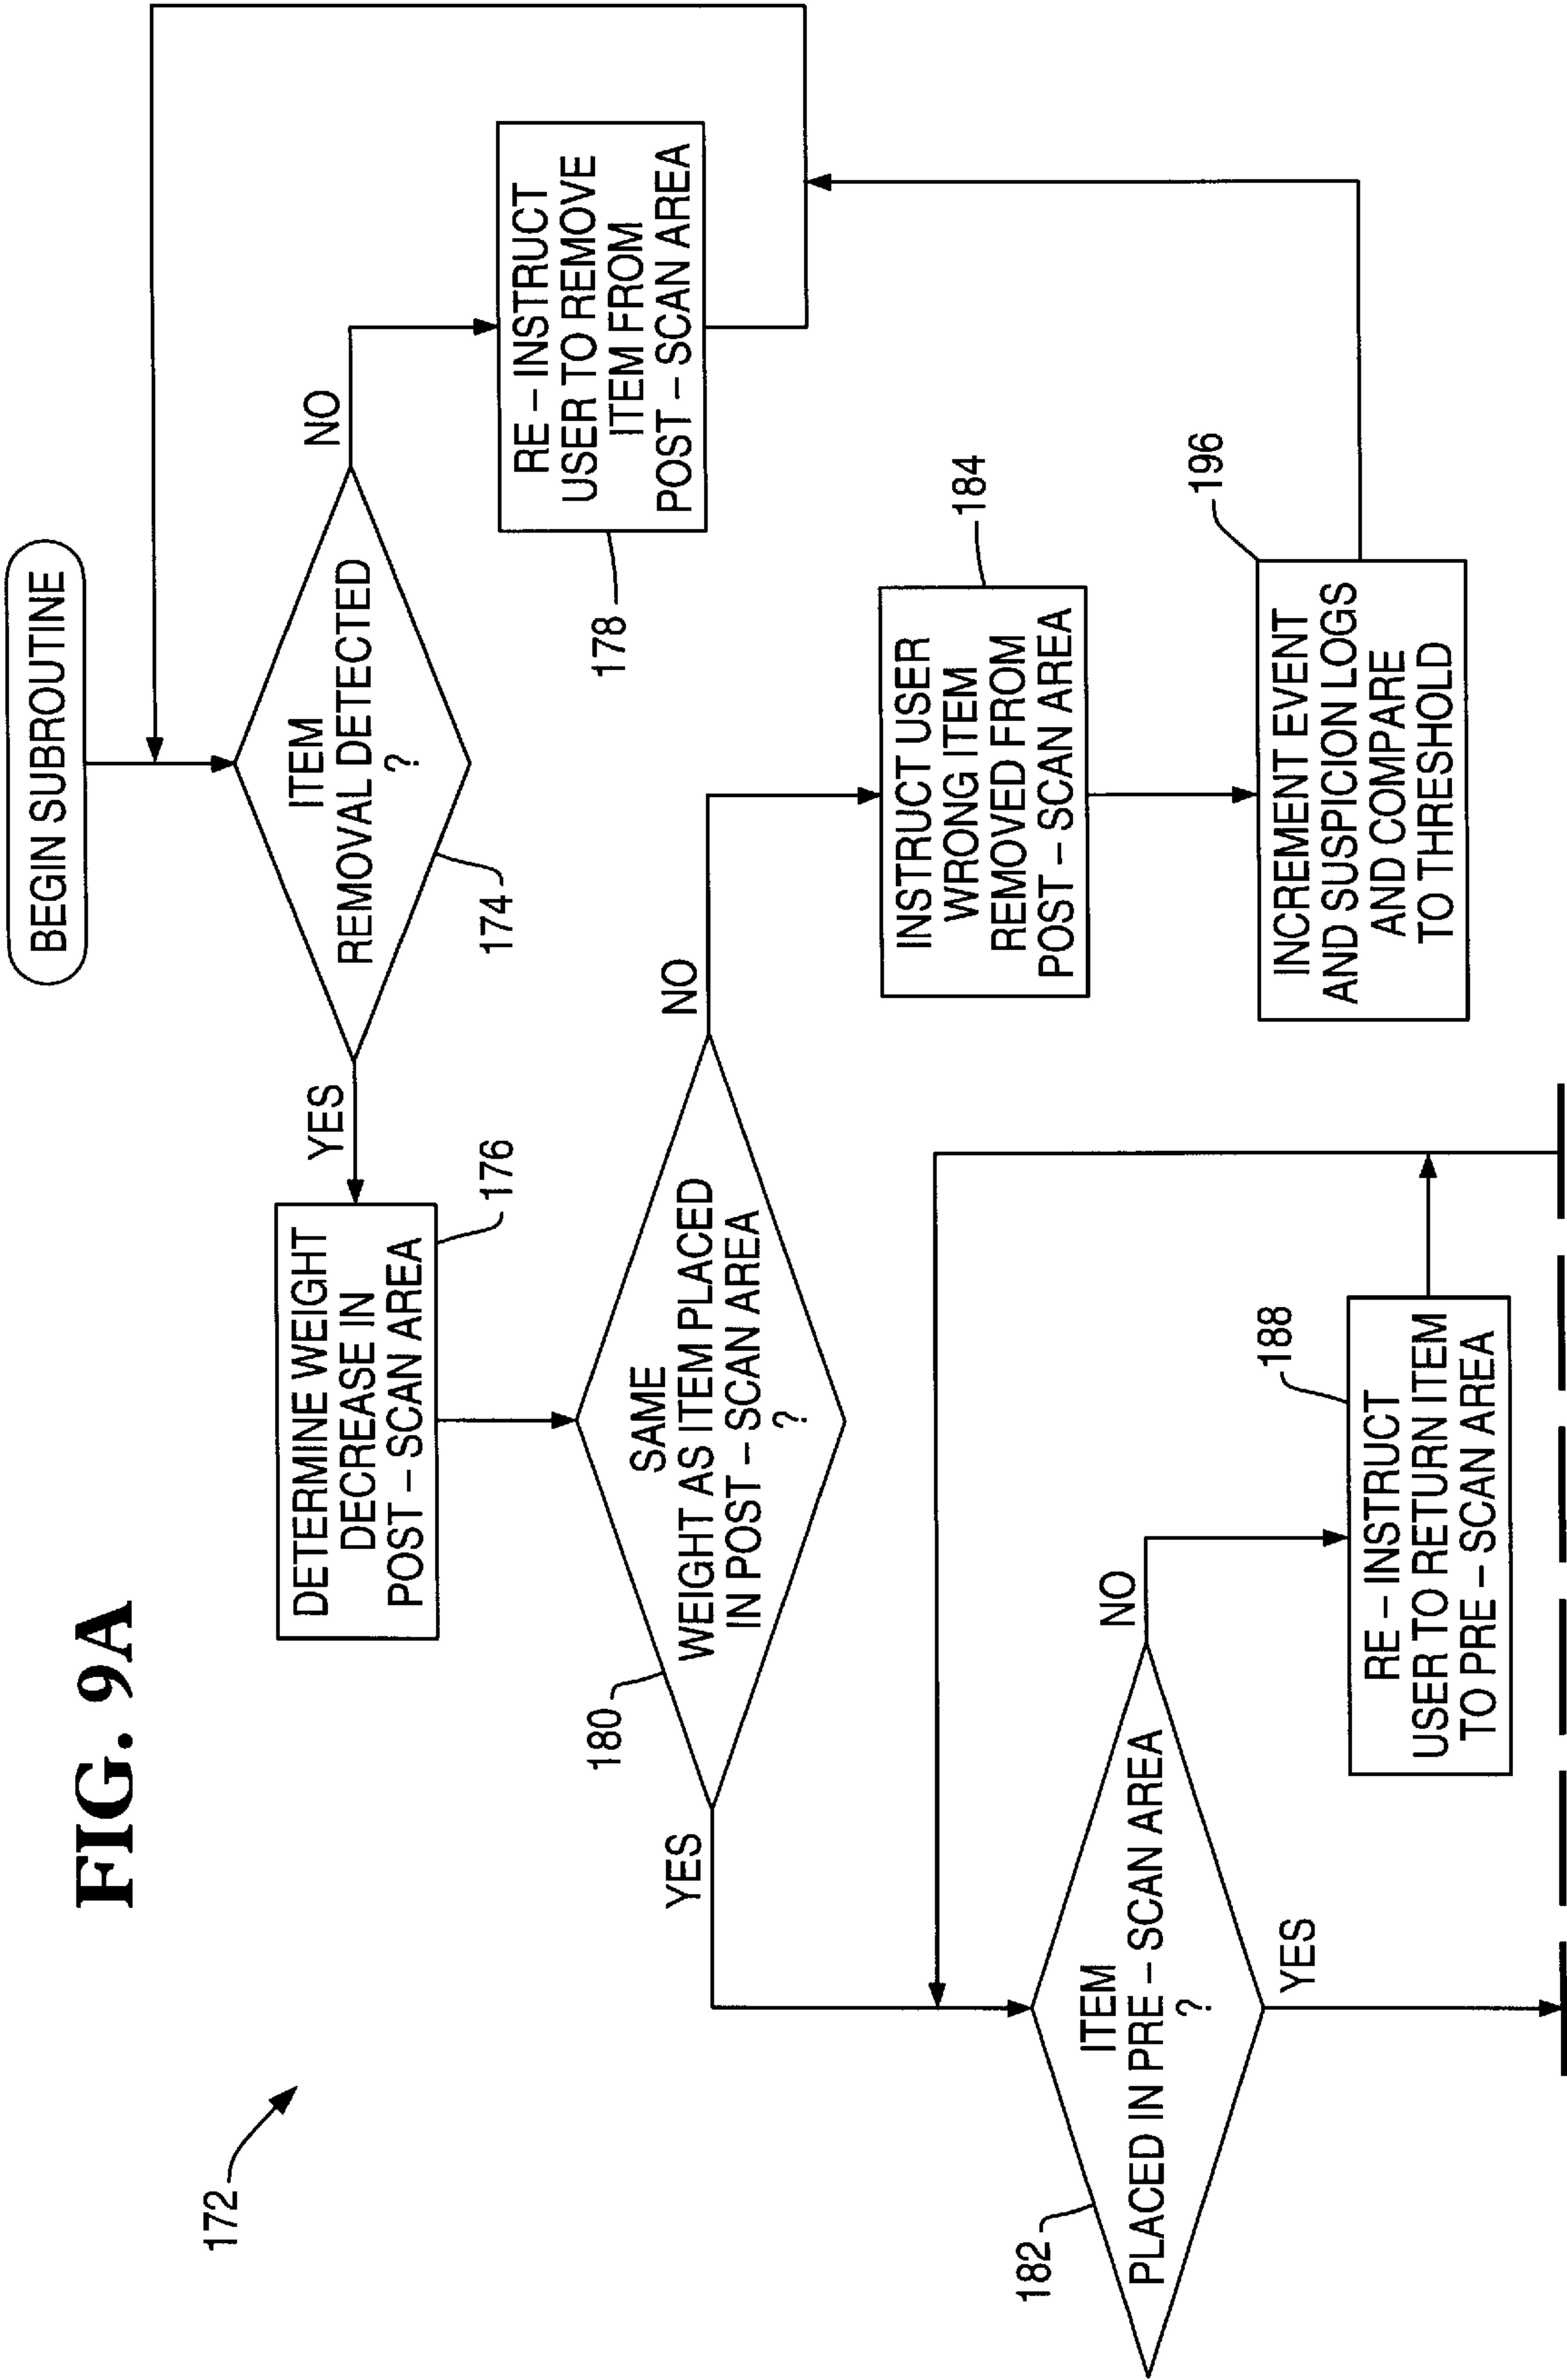 FIG. 9A
172
BEGIN SUBROUTINE
ITEM
REMOVAL DETECTED
?
174
YES
NO
DETERMINE WEIGHT
DECREASE IN
POST – SCAN AREA
176
RE – INSTRUCT
USER TO REMOVE
ITEM FROM
POST – SCAN AREA
178
SAME
WEIGHT AS ITEM PLACED
IN POST – SCAN AREA
?
180
YES
NO
INSTRUCT USER
WRONG ITEM
REMOVED FROM
POST – SCAN AREA
184
ITEM
PLACED IN PRE – SCAN AREA
?
182
NO
YES
RE – INSTRUCT
USER TO RETURN ITEM
TO PRE – SCAN AREA
188
INCREMENT EVENT
AND SUSPICION LOGS
AND COMPARE
TO THRESHOLD
196